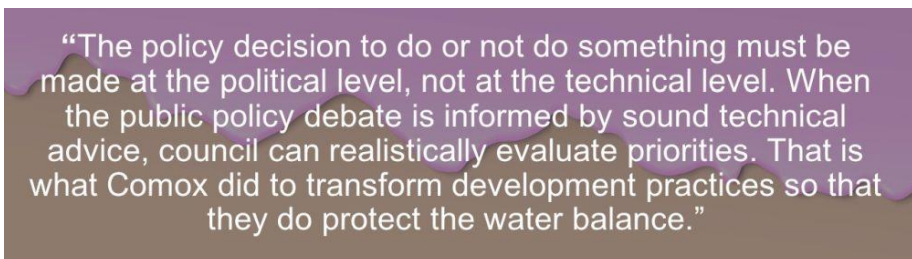 “The policy decision to do or not do something must be
made at the political level, not at the technical level. When
the public policy debate is informed by sound technical
advice, council can realistically evaluate priorities. That is
what Comox did to transform development practices so that
they do protect the water balance.”